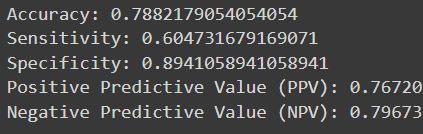 Accuracy: 0.7882179054054054
Sensitivity: 0.604731679169071
Specificity: 0.8941058941058941
Positive Predictive Value (PPV): 0.76720
Negative Predictive Value (NPV): 0.79673